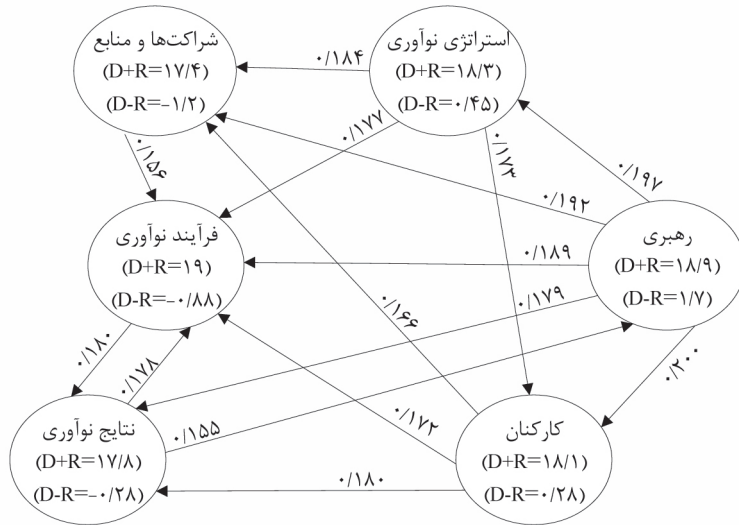 شراکت‌ها و منابع
(D+R=۱۷/۴)
(D-R=-۱/۲)
استراتژی نوآوری
(D+R=۱۸/۳)
(D-R=۰/۴۵)
۰/۱۸۴
۰/۱۷۷
۰/۱۷۳
۰/۱۹۷
۰/۱۹۲
۰/۱۵۶
فرآیند نوآوری
(D+R=۱۹)
(D-R=-۰/۸۸)
رهبری
(D+R=۱۸/۹)
(D-R=۱/۷)
۰/۱۸۹
۰/۱۷۹
۰/۱۶۶
۰/۱۸۰
۰/۱۷۸
۰/۲۰۰
نتایج نوآوری
(D+R=۱۷/۸)
(D-R=-۰/۲۸)
۰/۱۵۵
۰/۱۷۲
۰/۱۸۰
کارکنان
(D+R=۱۸/۱)
(D-R=۰/۲۸)